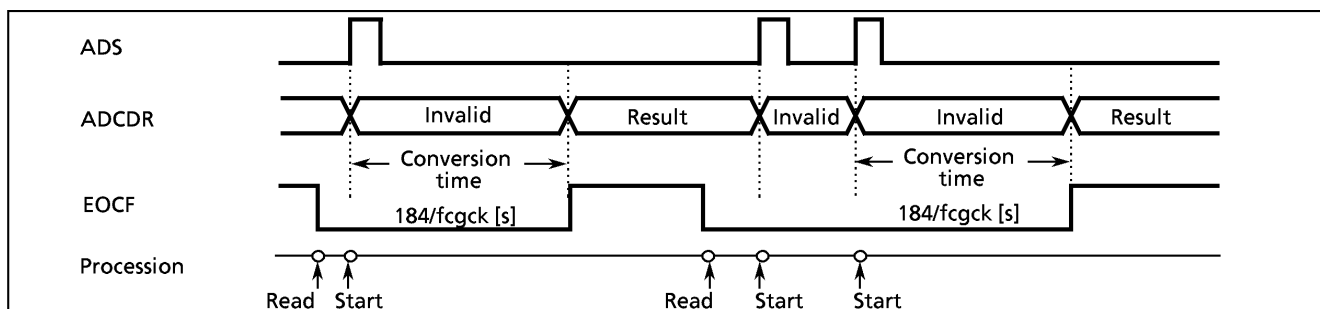 ADS
ADCDR
Invalid
Result
Invalid
Invalid
Result
Conversion
time
Conversion
time
EOCF
184/fcgck [s]
184/fcgck [s]
Procession
Read
Start
Read
Start
Start